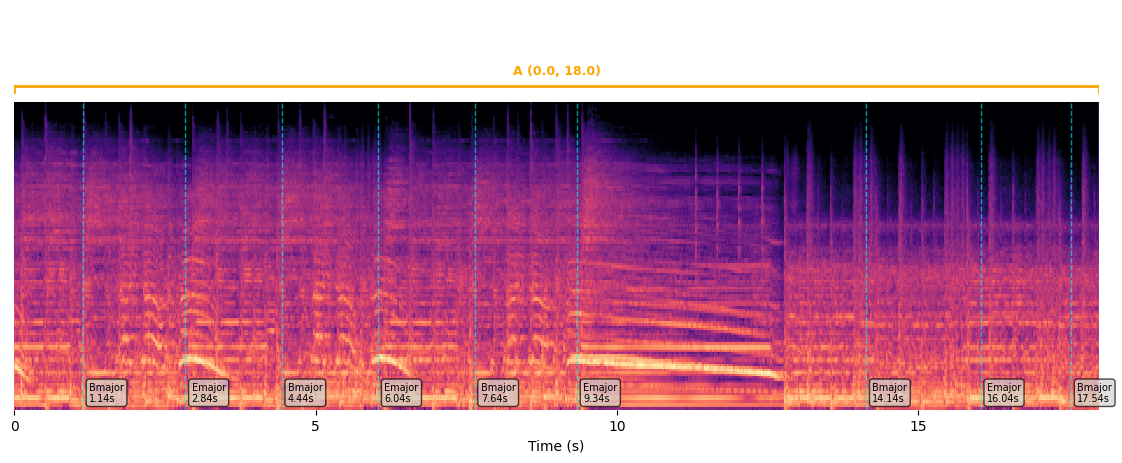 A (0.0, 18.0)
Bmajor
1.14s
Emajor
2.84s
Bmajor
4.44s
Emajor
6.04s
Bmajor
7.64s
Emajor
9.34s
Bmajor
14.14s
Emajor
16.04s
Bmajor
17.54s
0 5 10 15
Time (s)